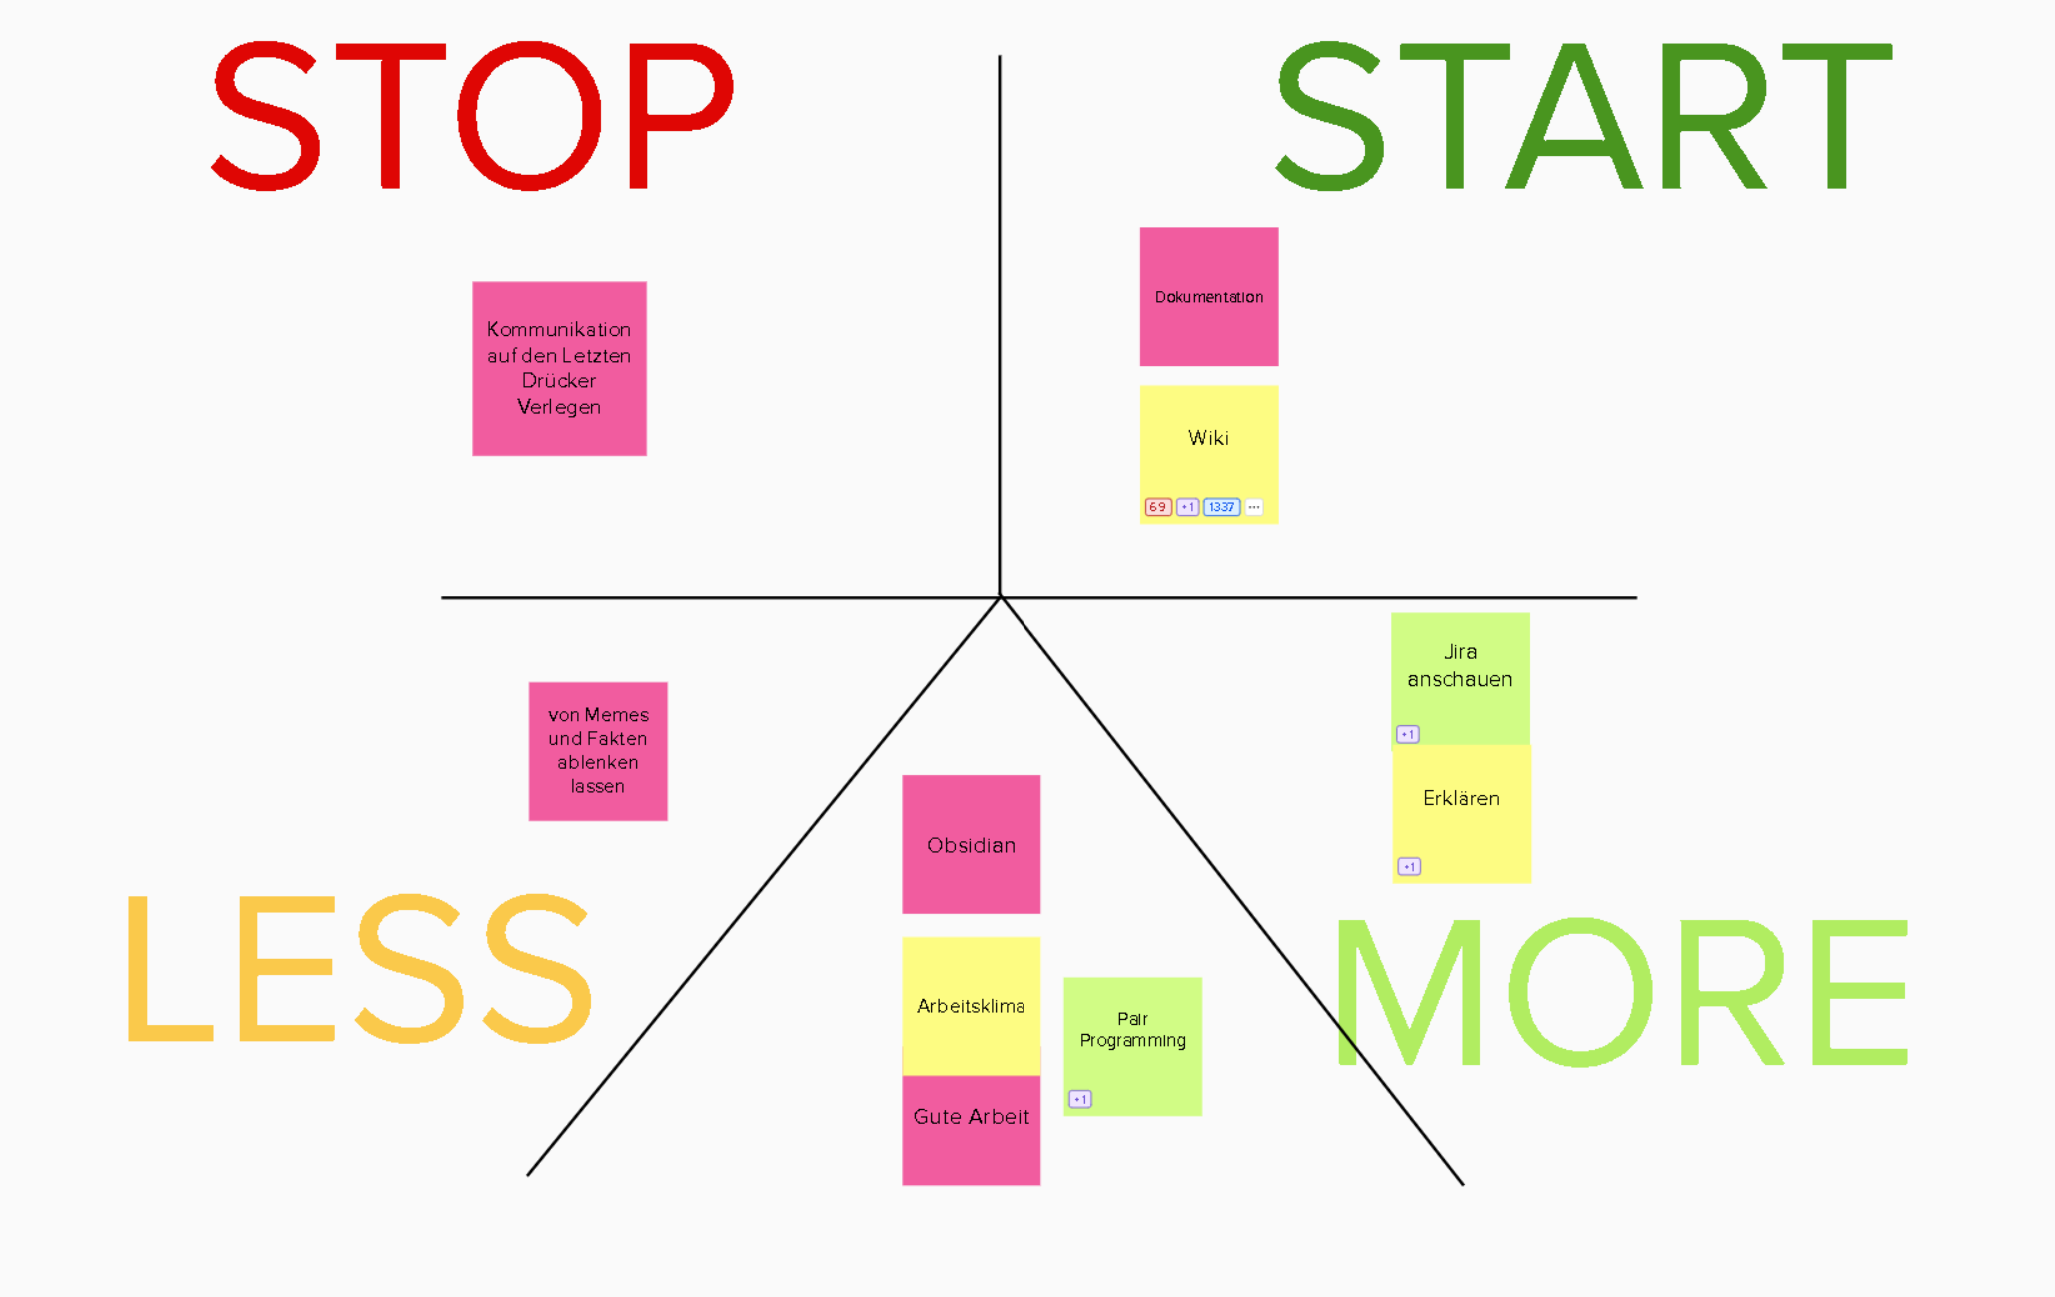 STOP
START
Kommunikation
auf den Letzten
Drücker
Verlegen
Dokumentation
Wiki
69 +1 1337 ···
von Memes
und Fakten
ablenken
lassen
LESS
Obsidian
Arbeitsklima
Gute Arbeit
Pair
Programming
+1
Jira
anschauen
+1
Erklären
+1
MORE